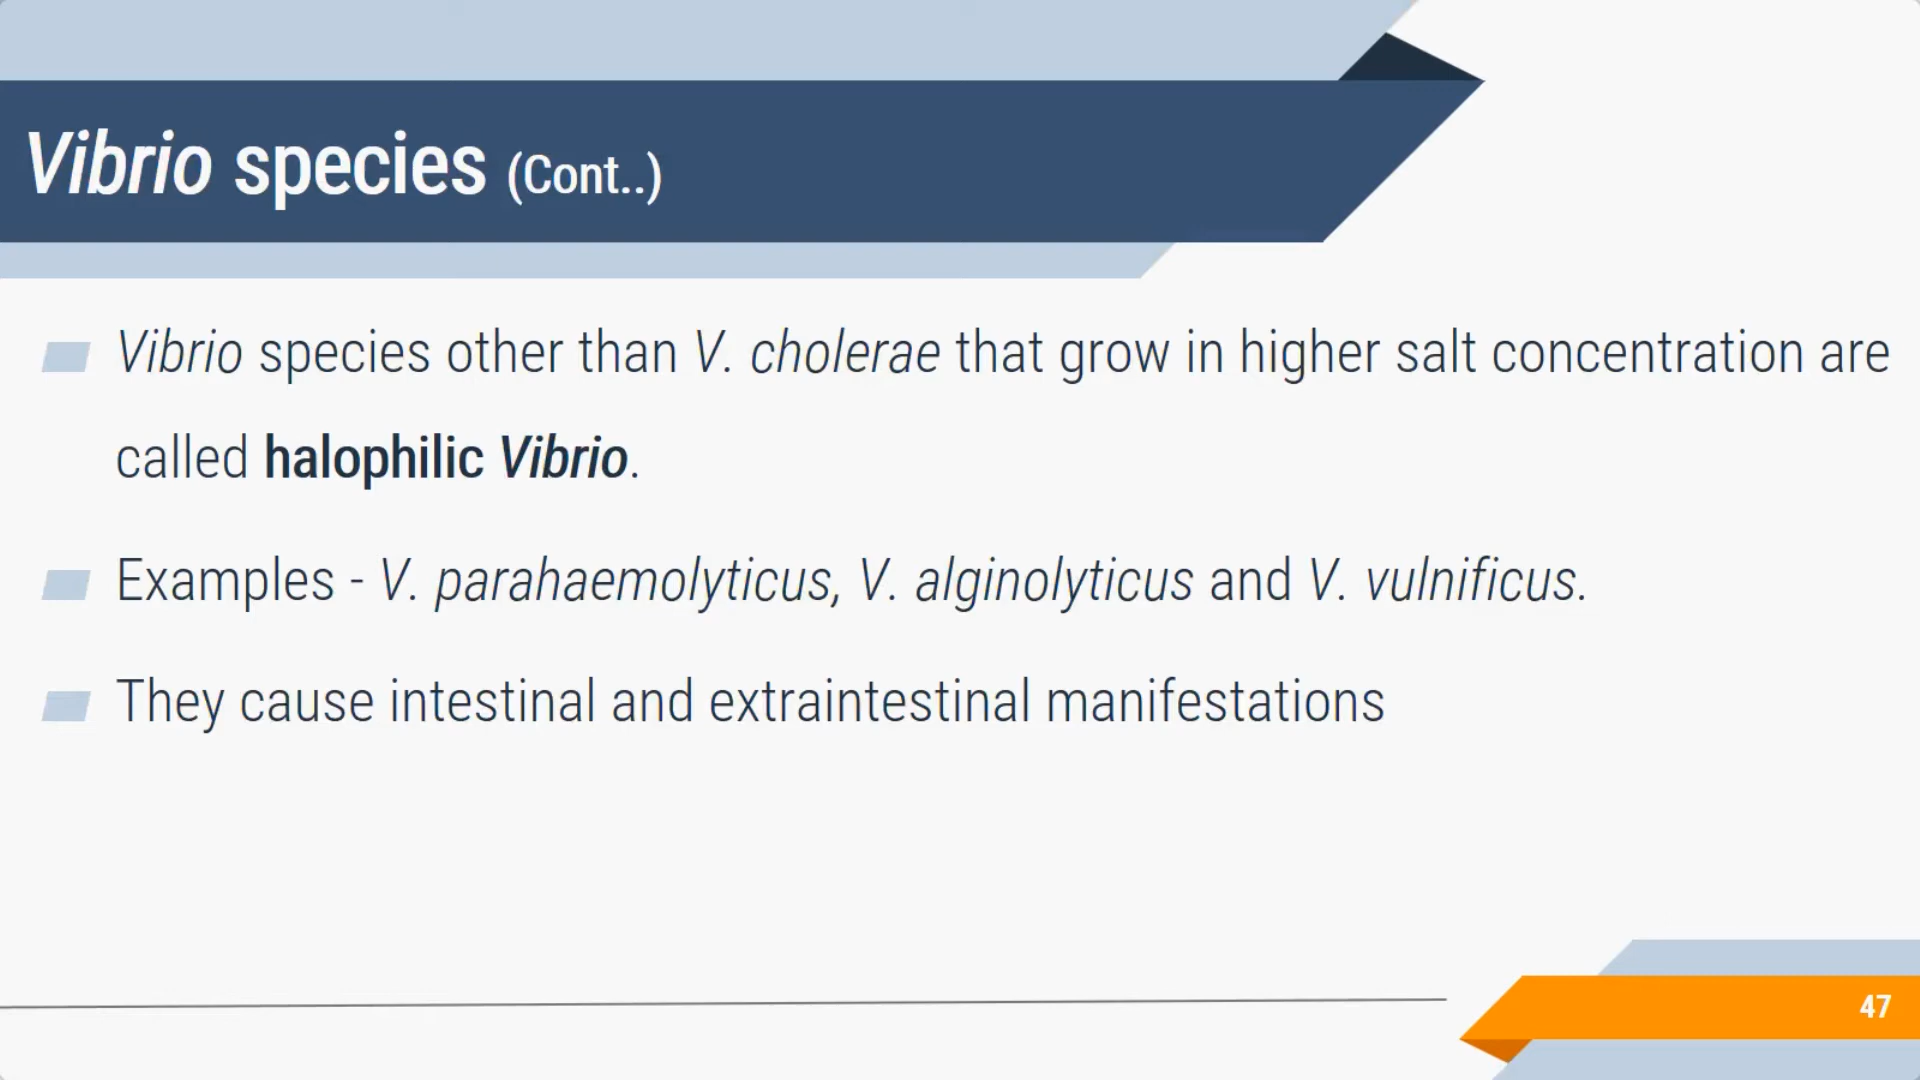 Vibrio species (Cont..)
Vibrio species other than V. cholerae that grow in higher salt concentration are
called halophilic Vibrio.
Examples - V. parahaemolyticus, V. alginolyticus and V. vulnificus.
They cause intestinal and extraintestinal manifestations
47